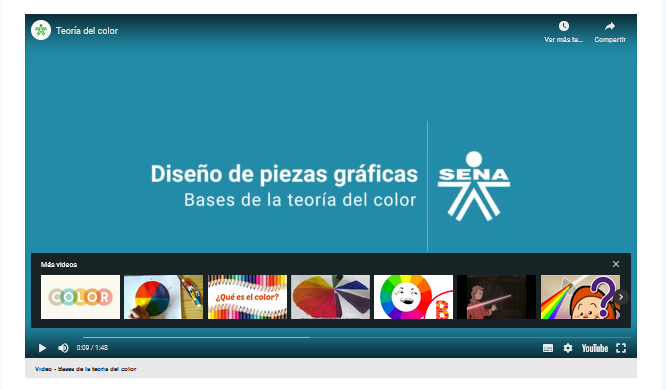 Teoría del color
Ver más ta...
Compartir
Diseño de piezas gráficas
Bases de la teoría del color
SENA
Más videos
COLOR
¿Qué es el color?
B
?
0:09 / 1:48
YouTube
Video - Bases de la teoría del color